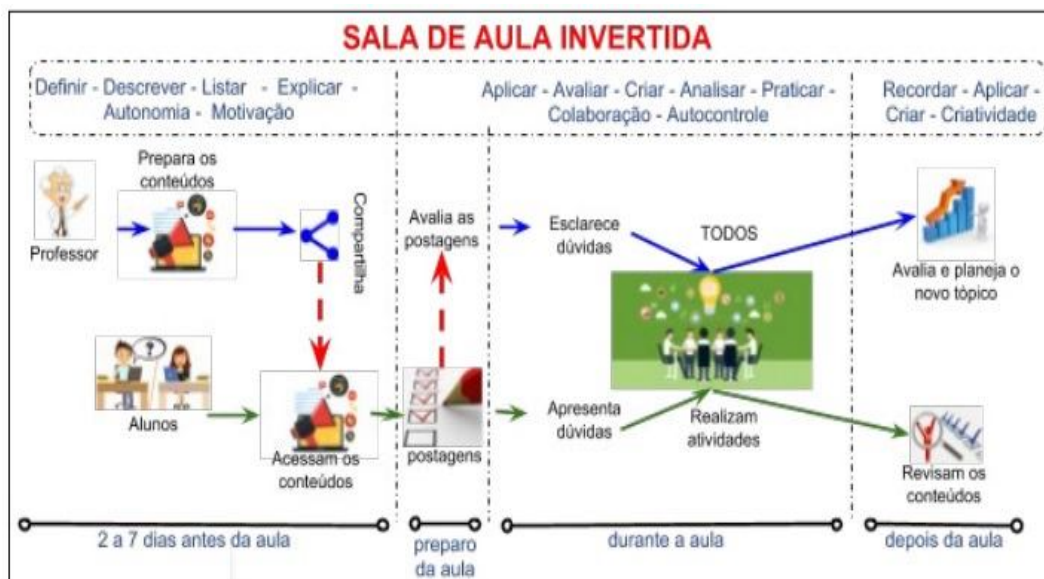 SALA DE AULA INVERTIDA
Definir - Descrever - Listar - Explicar -
Autonomia - Motivação
Aplicar - Avaliar - Criar - Analisar - Praticar -
Colaboração - Autocontrole
Recordar - Aplicar -
Criar - Criatividade
Professor
Prepara os
conteúdos
Compartilha
Avalia as
postagens
Esclarece
dúvidas
TODOS
Avalia e planeja o
novo tópico
Alunos
Acessam os
conteúdos
postagens
Apresenta
dúvidas
Realizam
atividades
Revisam os
conteúdos
2 a 7 dias antes da aula
preparo
da aula
durante a aula
depois da aula